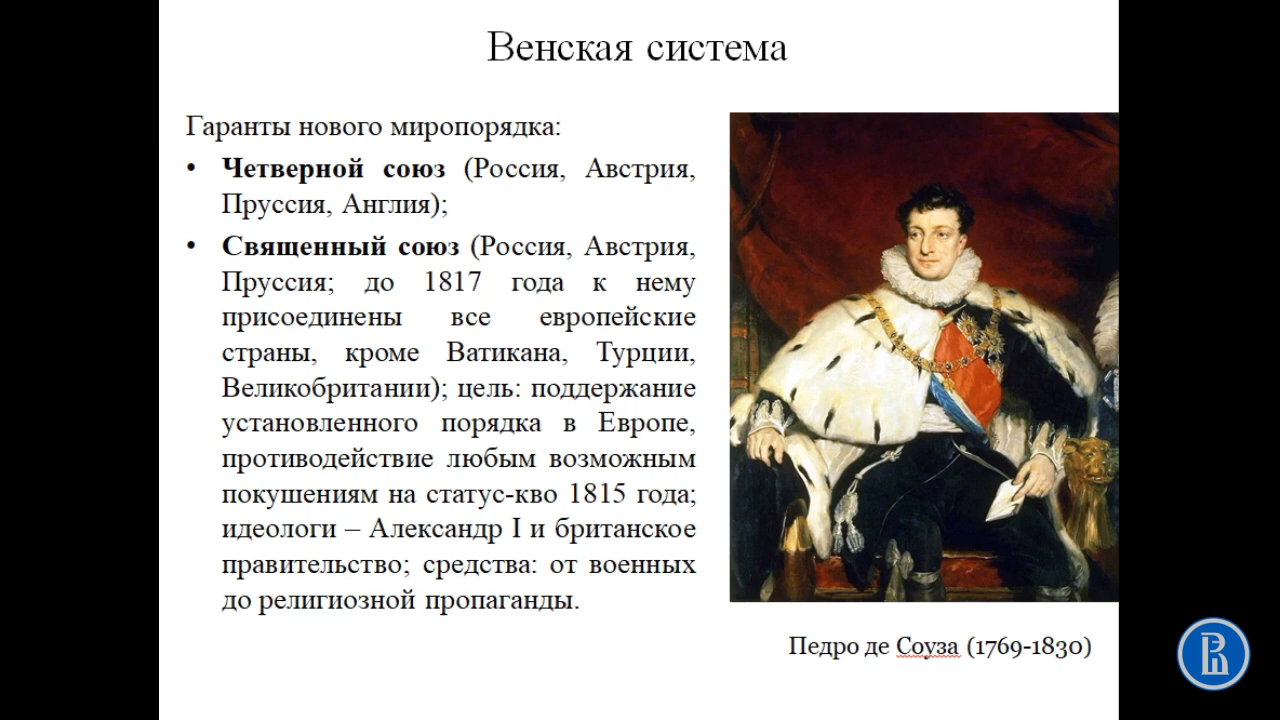 Венская система
Гаранты нового миропорядка:
• Четверной союз (Россия, Австрия,
Пруссия, Англия);
• Священный союз (Россия, Австрия,
Пруссия; до 1817 года к нему
присоединены все европейские
страны, кроме Ватикана, Турции,
Великобритании); цель: поддержание
установленного порядка в Европе,
противодействие любым возможным
покушениям на статус-кво 1815 года;
идеологи – Александр I и британское
правительство; средства: от военных
до религиозной пропаганды.
Педро де Соуза (1769-1830)